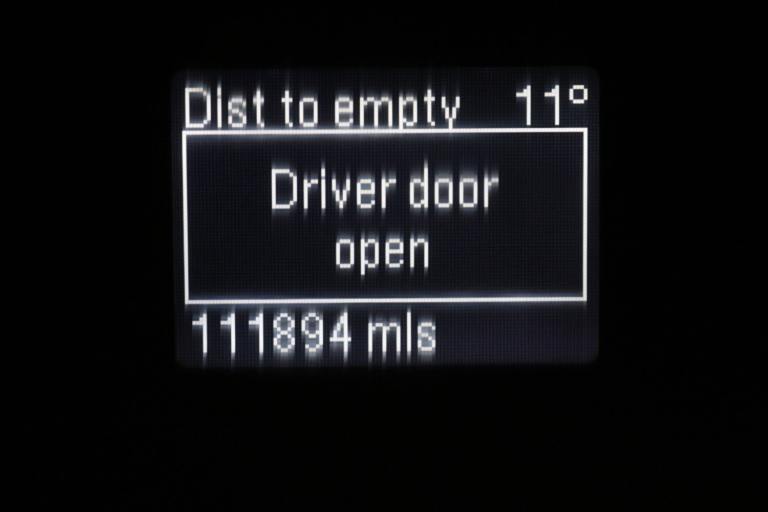 Dist to empty 11°
Driver door
open
111894 mls